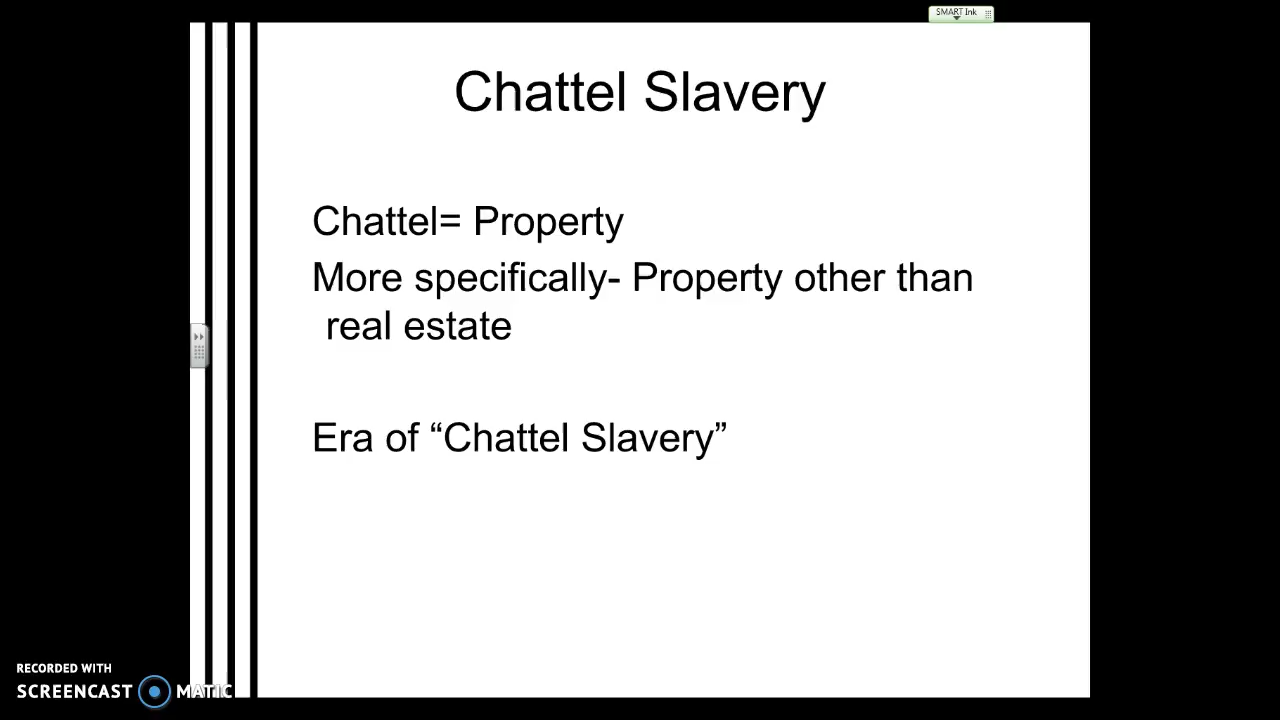 SMART Ink
Chattel Slavery
Chattel= Property
More specifically- Property other than
real estate
Era of “Chattel Slavery”
RECORDED WITH
SCREENCAST MATIC